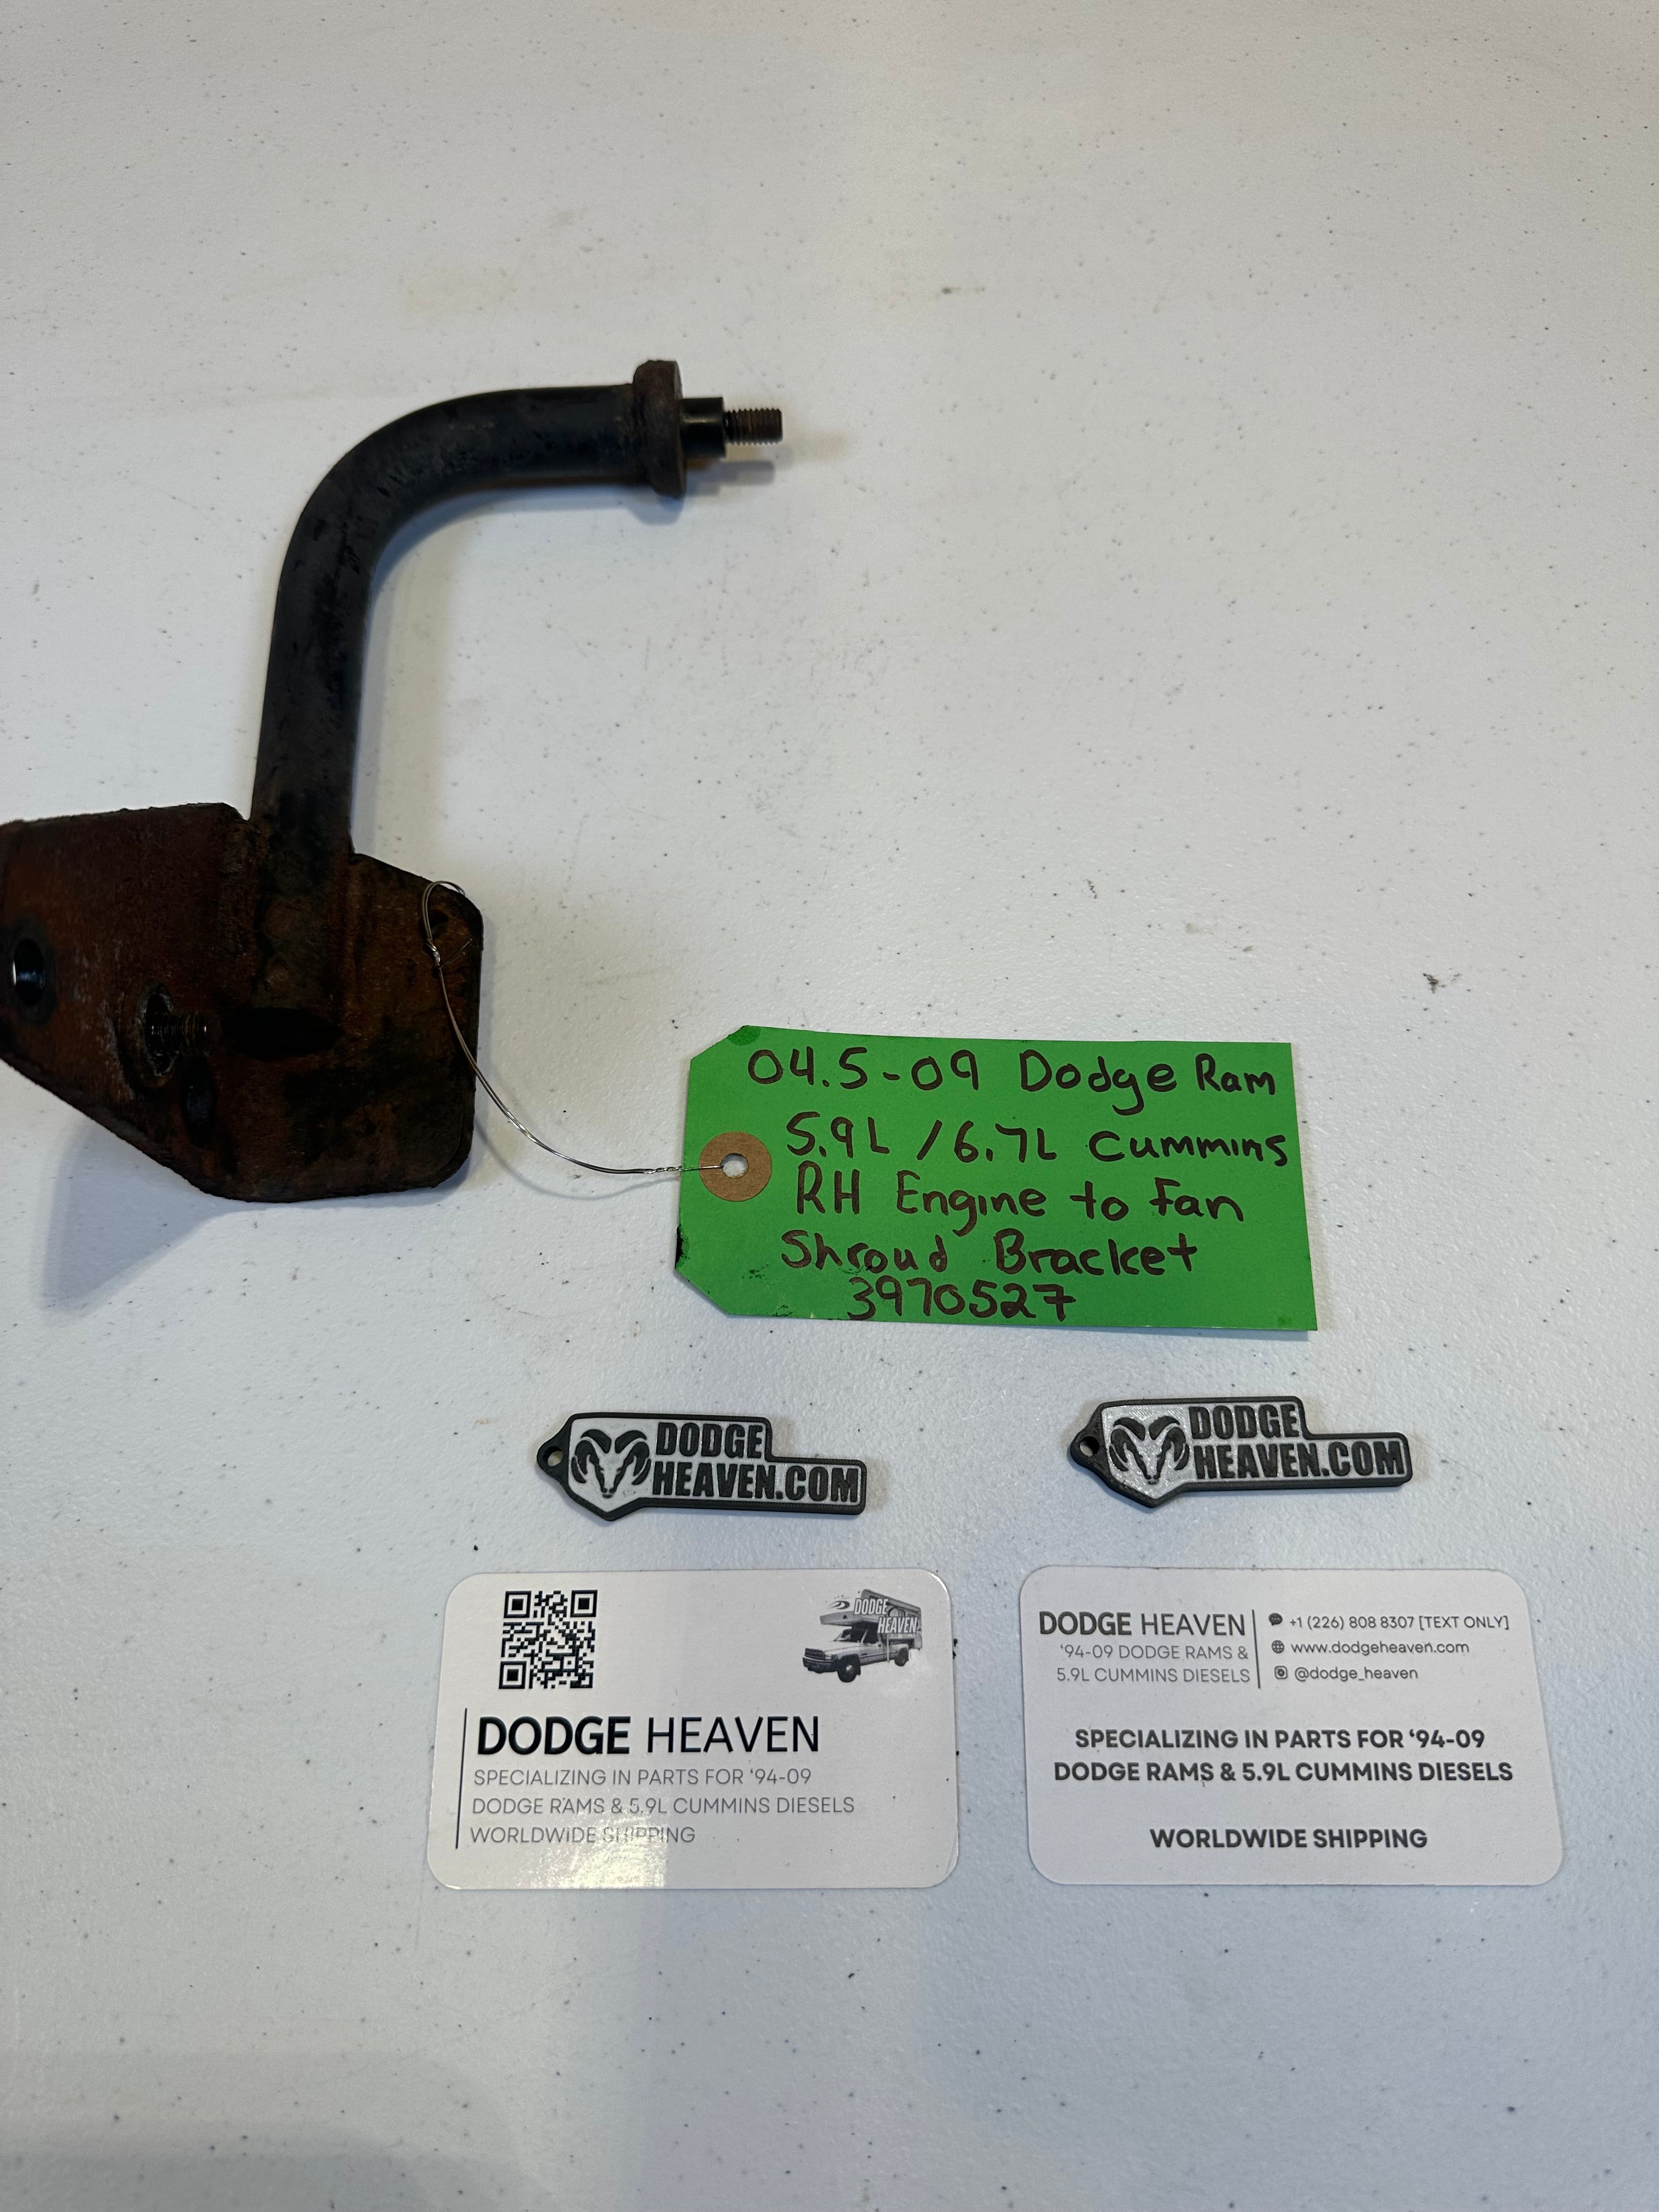 04.5-09 Dodge Ram
5.9L /6.7L Cummins
RH Engine to Fan
Shroud Bracket
3970527
DODGE
HEAVEN.COM
DODGE
HEAVEN.COM
DODGE
HEAVEN
DODGE HEAVEN
SPECIALIZING IN PARTS FOR ‘94-09
DODGE RAMS & 5.9L CUMMINS DIESELS
WORLDWIDE SHIPPING
DODGE HEAVEN
‘94-09 DODGE RAMS &
5.9L CUMMINS DIESELS
+1 (226) 808 8307 [TEXT ONLY]
www.dodgeheaven.com
@dodge_heaven
SPECIALIZING IN PARTS FOR ‘94-09
DODGE RAMS & 5.9L CUMMINS DIESELS
WORLDWIDE SHIPPING